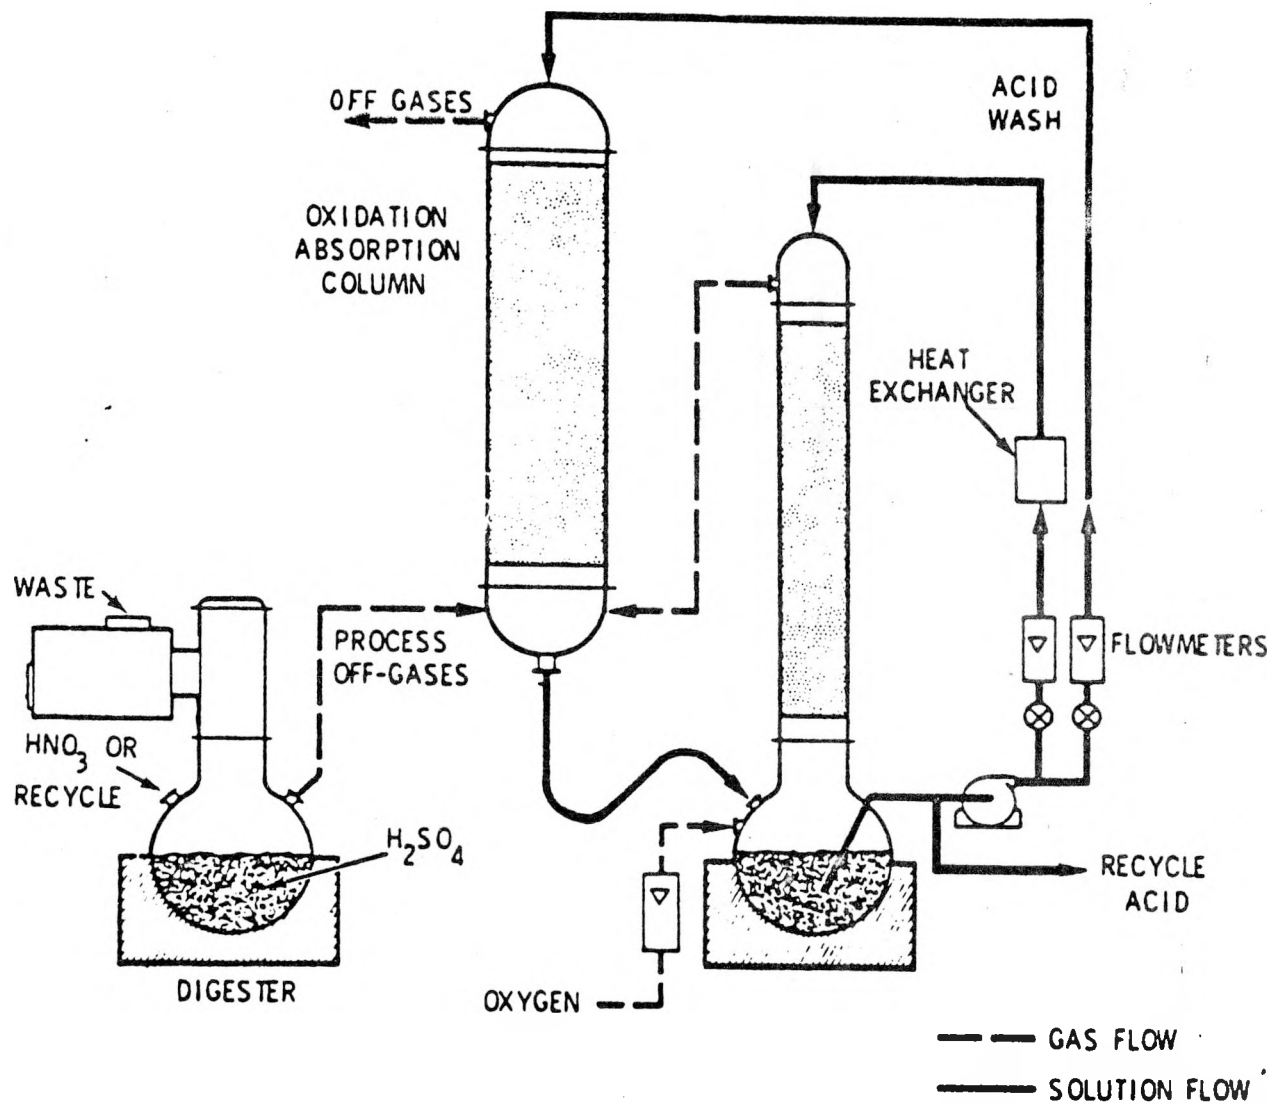 OFF GASES
ACID
WASH
OXIDATION
ABSORPTION
COLUMN
HEAT
EXCHANGER
WASTE
PROCESS
OFF-GASES
FLOWMETERS
HNO3 OR
RECYCLE
H2SO4
RECYCLE
ACID
DIGESTER
OXYGEN
GAS FLOW
SOLUTION FLOW